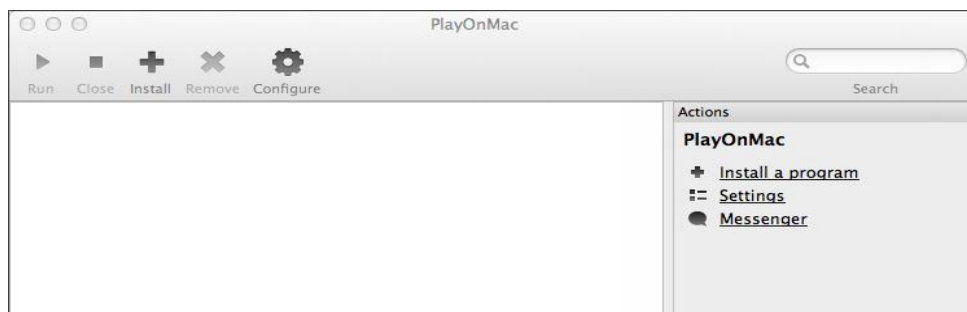 PlayOnMac
Run Close Install Remove Configure
Search
Actions
PlayOnMac
Install a program
Settings
Messenger